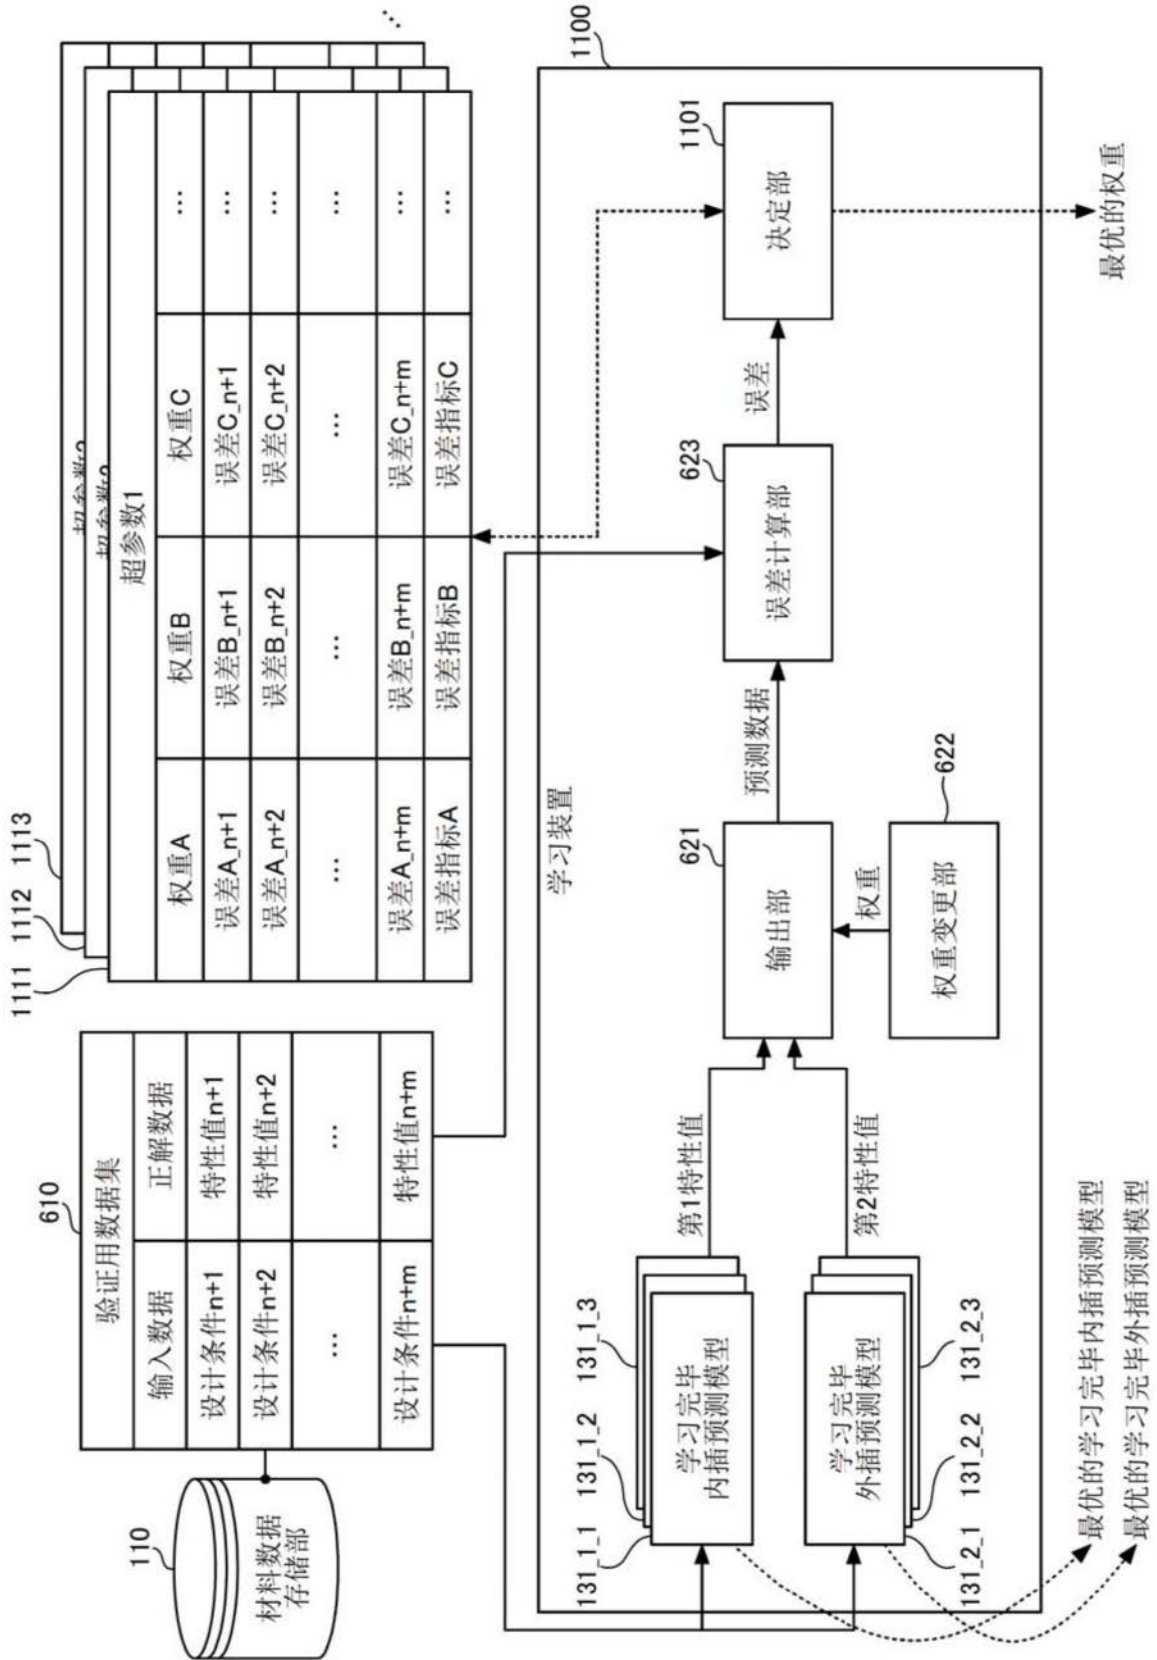 110
材料数据
存储部
610
验证用数据集
输入数据 正解数据
设计条件n+1 特性值n+1
设计条件n+2 特性值n+2
… …
设计条件n+m 特性值n+m
1111
1112
1113
超参数1
权重A 权重B 权重C …
误差A_n+1 误差B_n+1 误差C_n+1 …
误差A_n+2 误差B_n+2 误差C_n+2 …
… … … …
误差A_n+m 误差B_n+m 误差C_n+m …
误差指标A 误差指标B 误差指标C …
…
1100
学习装置
131_1_1
131_1_2
131_1_3
学习完毕
内插预测模型
第1特性值
131_2_1
131_2_2
131_2_3
学习完毕
外插预测模型
第2特性值
621
输出部
权重
622
权重变更部
预测数据
623
误差计算部
误差
1101
决定部
最优的权重
最优的学习完毕内插预测模型
最优的学习完毕外插预测模型